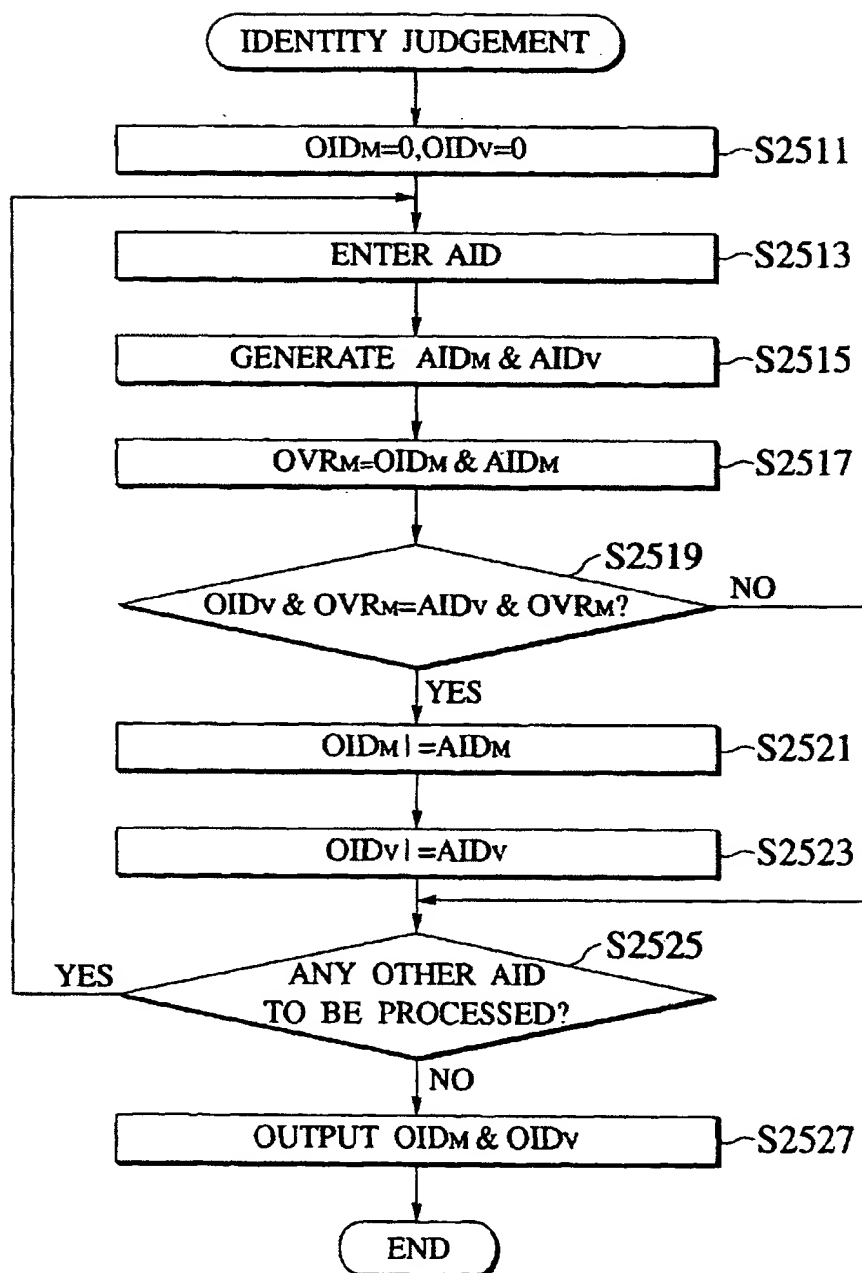 IDENTITY JUDGEMENT
OIDM=0,OIDV=0
S2511
ENTER AID
S2513
GENERATE AIDM & AIDV
S2515
OVRM=OIDM & AIDM
S2517
S2519
OIDV & OVRM=AIDV & OVRM?
NO
YES
OIDM|=AIDM
S2521
OIDV|=AIDV
S2523
S2525
YES
ANY OTHER AID
TO BE PROCESSED?
NO
OUTPUT OIDM & OIDV
S2527
END